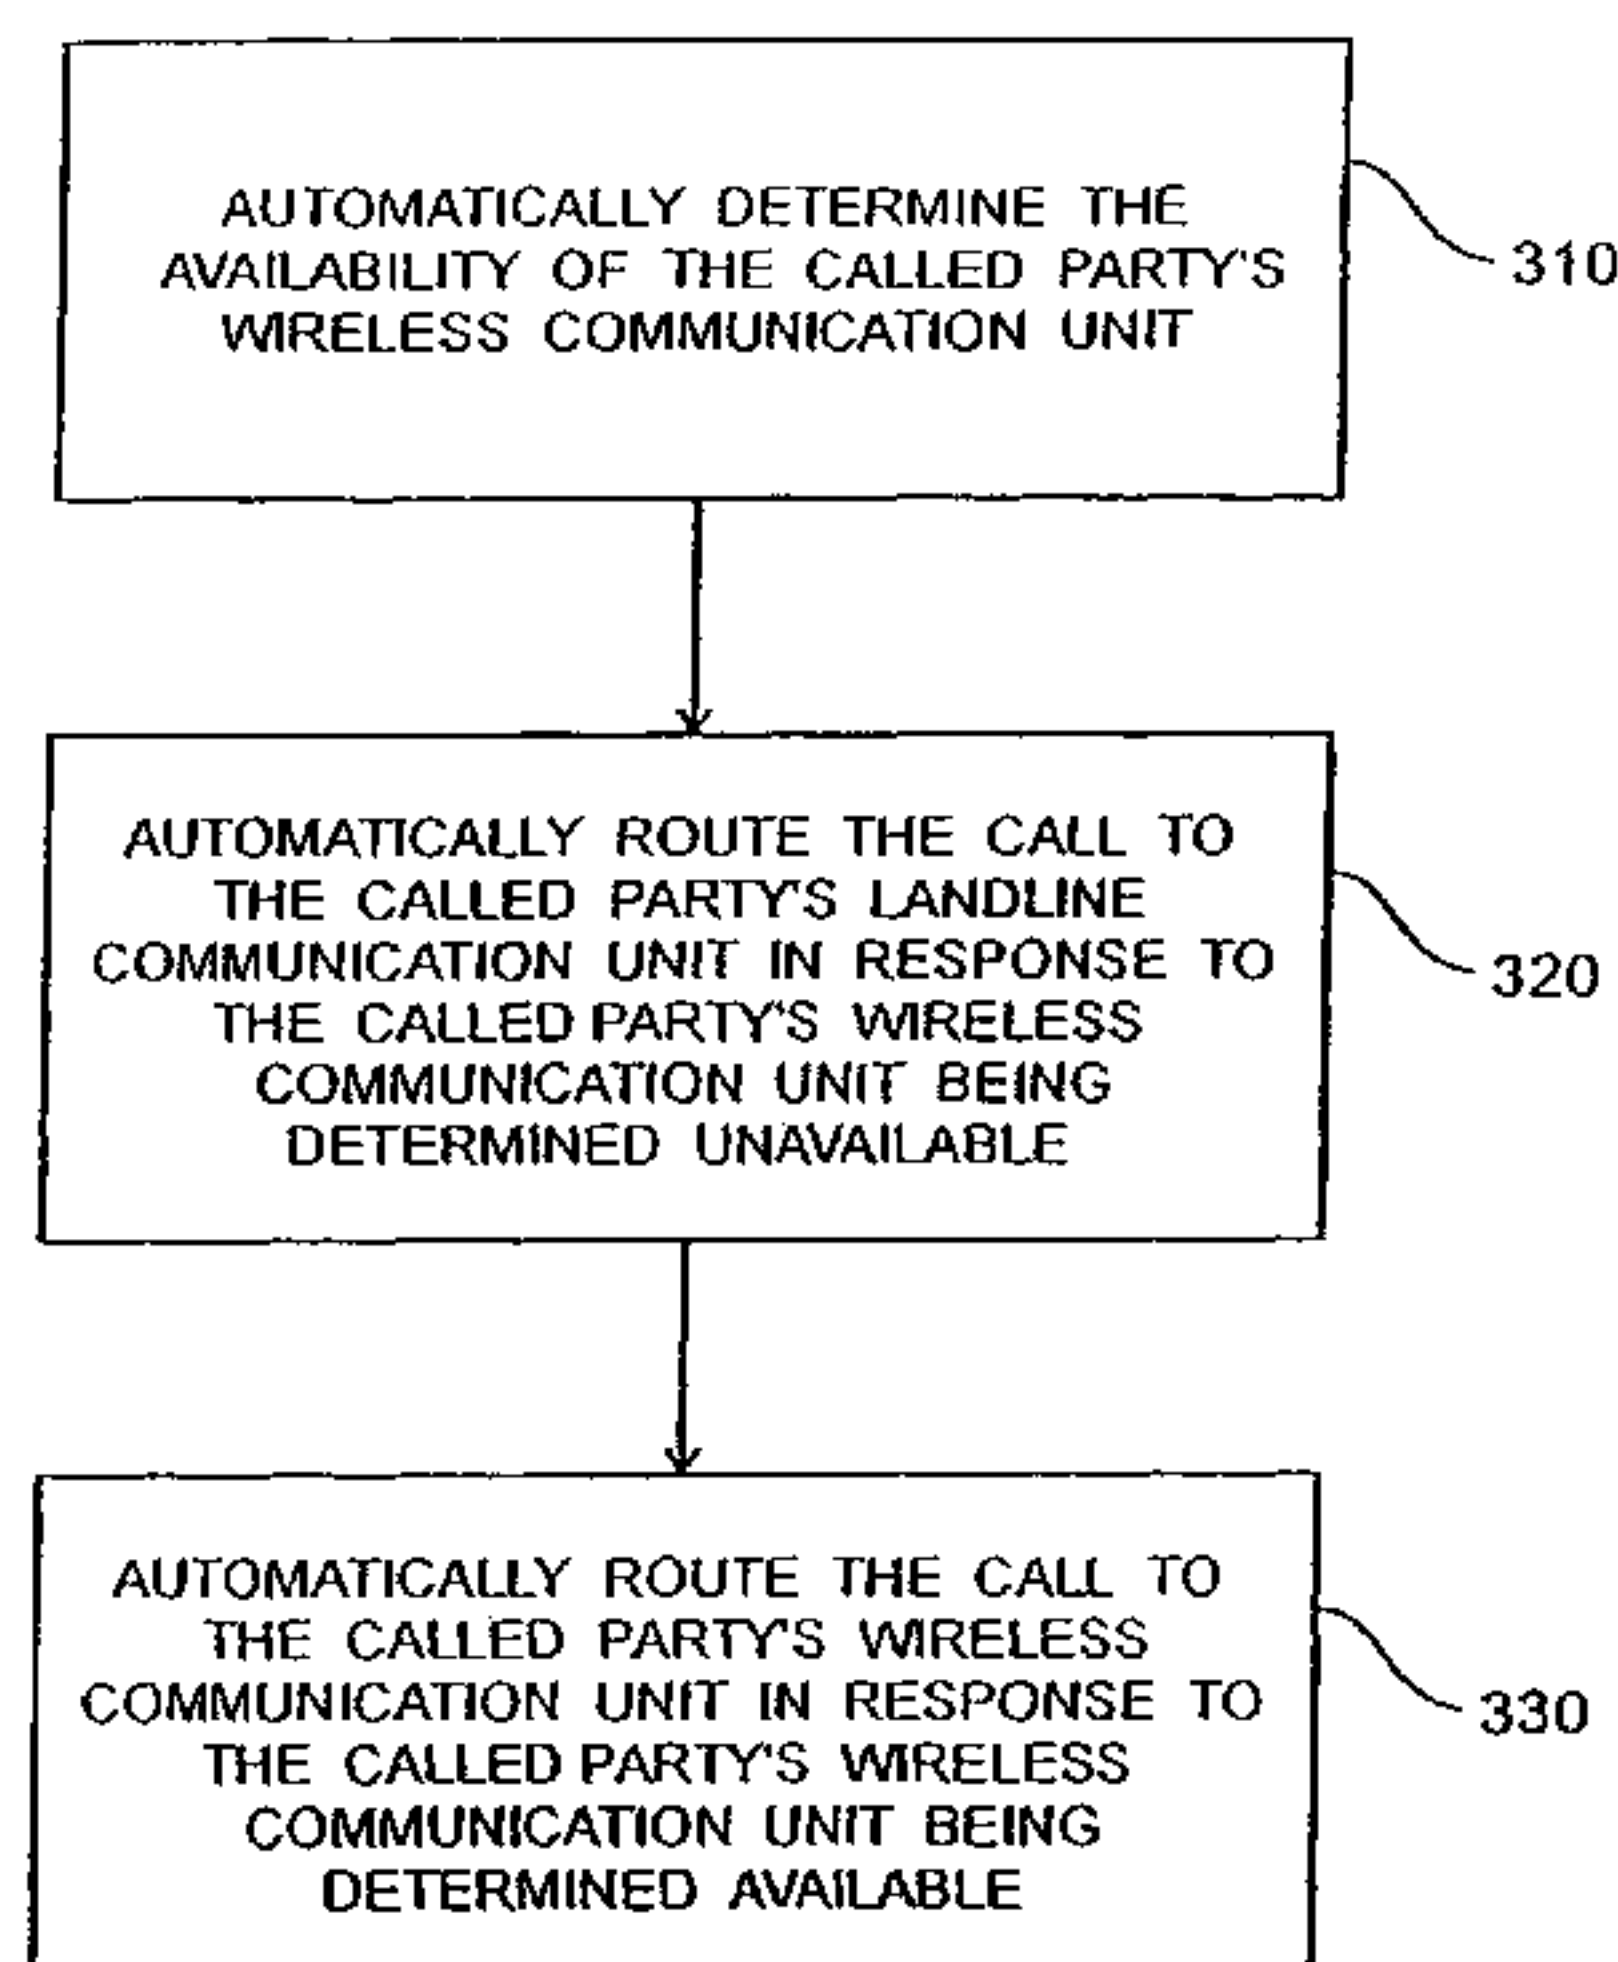 AUTOMATICALLY DETERMINE THE
AVAILABILITY OF THE CALLED PARTY'S
WIRELESS COMMUNICATION UNIT
310
AUTOMATICALLY ROUTE THE CALL TO
THE CALLED PARTY'S LANDLINE
COMMUNICATION UNIT IN RESPONSE TO
THE CALLED PARTY'S WIRELESS
COMMUNICATION UNIT BEING
DETERMINED UNAVAILABLE
320
AUTOMATICALLY ROUTE THE CALL TO
THE CALLED PARTY'S WIRELESS
COMMUNICATION UNIT IN RESPONSE TO
THE CALLED PARTY'S WIRELESS
COMMUNICATION UNIT BEING
DETERMINED AVAILABLE
330